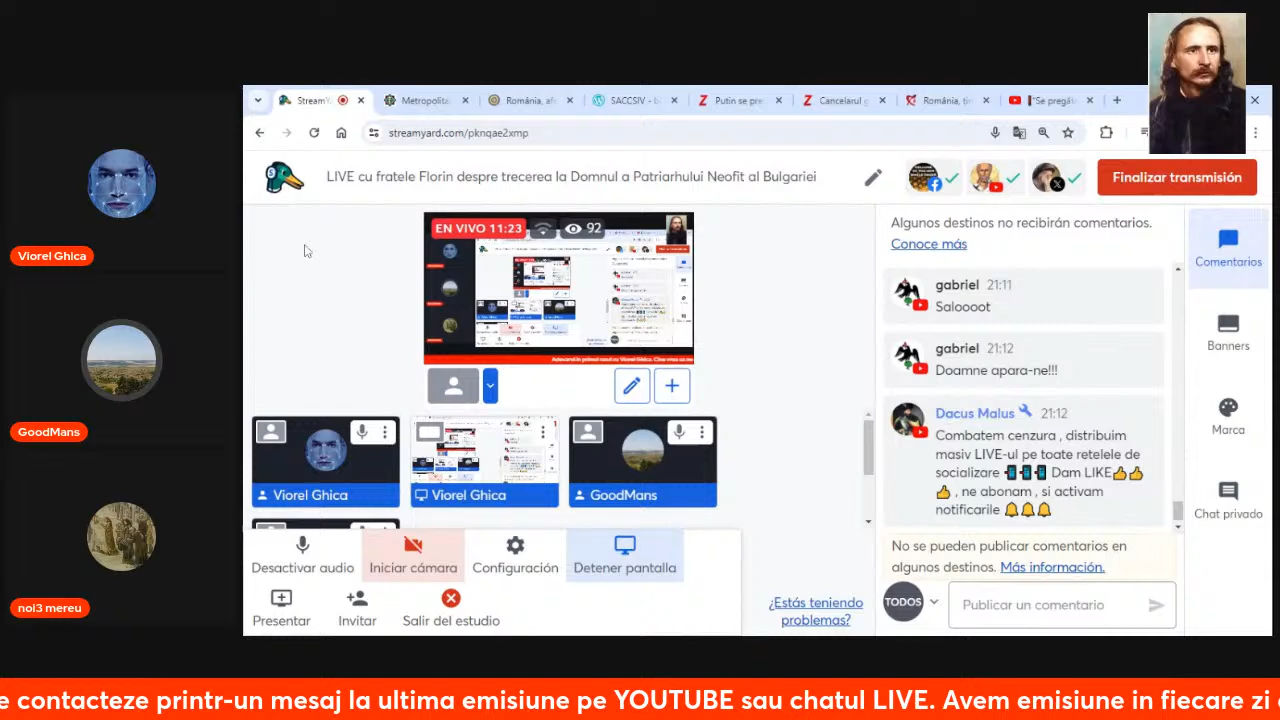 StreamYa
Metropolita
România, afe
SACCSIV - b
Putin se pre
Cancelarul g
România, țin
"Se pregăt
streamyard.com/pknqae2xmp
LIVE cu fratele Florin despre trecerea la Domnul a Patriarhului Neofit al Bulgariei
Finalizar transmisión
EN VIVO 11:23
92
Viorel Ghica
GoodMans
noi3 mereu
Viorel Ghica
Viorel Ghica
GoodMans
Desactivar audio
Iniciar cámara
Configuración
Detener pantalla
Presentar
Invitar
Salir del estudio
¿Estás teniendo
problemas?
Algunos destinos no recibirán comentarios.
Conoce más
gabriel 21:11
Saloooot
gabriel 21:12
Doamne apara-ne!!!
Dacus Malus 21:12
Combatem cenzura , distribuim
masiv LIVE-ul pe toate retelele de
socializare 📲📲📲 Dam LIKE👍👍
👍 , ne abonam , si activam
notificarile 🔔🔔🔔
No se pueden publicar comentarios en
algunos destinos. Más información.
TODOS
Publicar un comentario
Comentarios
Banners
Marca
Chat privado
e contacteze printr-un mesaj la ultima emisiune pe YOUTUBE sau chatul LIVE. Avem emisiune in fiecare zi